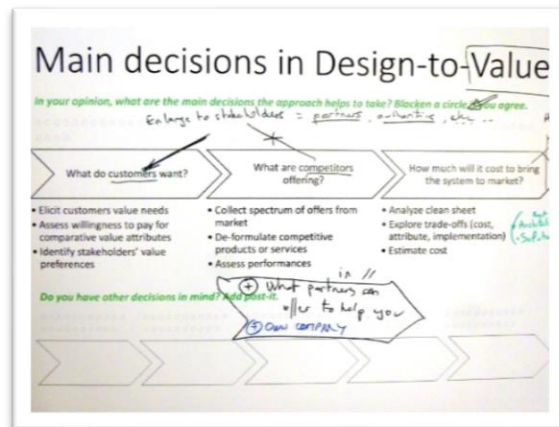 Main decisions in Design-to-Value
In your opinion, what are the main decisions the approach helps to take? Blacken a circle you agree.
Enlarge to stakeholders = partners, authorities, etc...
What do customers want?
What are competitors
offering?
How much will it cost to bring
the system to market?
• Elicit customers value needs
• Assess willingness to pay for
comparative value attributes
• Identify stakeholders' value
preferences
• Collect spectrum of offers from
market
• De-formulate competitive
products or services
• Assess performances
• Analyze clean sheet
• Explore trade-offs (cost,
attribute, implementation)
• Estimate cost
in //
+ What partners can
offer to help you
+ Our company
Do you have other decisions in mind? Add post-it.